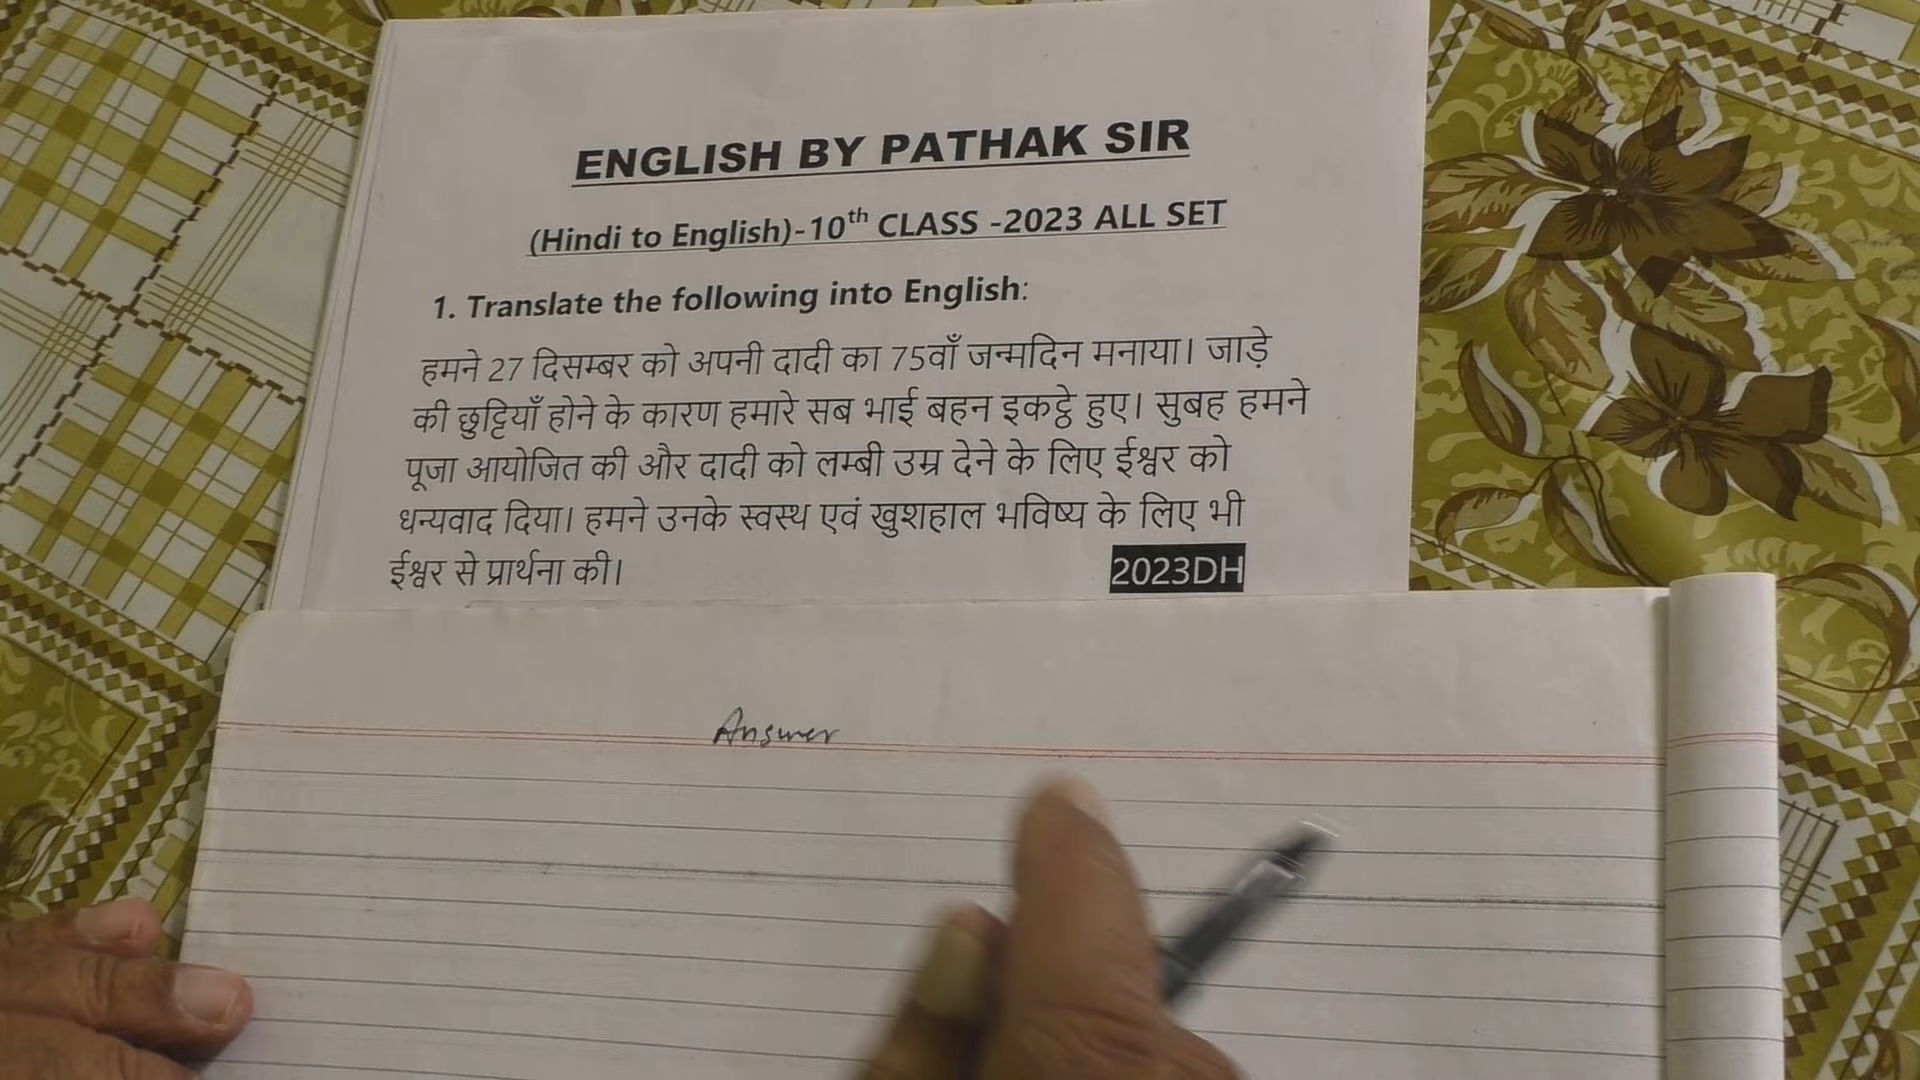 ENGLISH BY PATHAK SIR
(Hindi to English)-10th CLASS -2023 ALL SET
1. Translate the following into English:
हमने 27 दिसम्बर को अपनी दादी का 75वाँ जन्मदिन मनाया। जाड़े
की छुट्टियाँ होने के कारण हमारे सब भाई बहन इकट्ठे हुए। सुबह हमने
पूजा आयोजित की और दादी को लम्बी उम्र देने के लिए ईश्वर को
धन्यवाद दिया। हमने उनके स्वस्थ एवं खुशहाल भविष्य के लिए भी
ईश्वर से प्रार्थना की। 2023DH
Answer